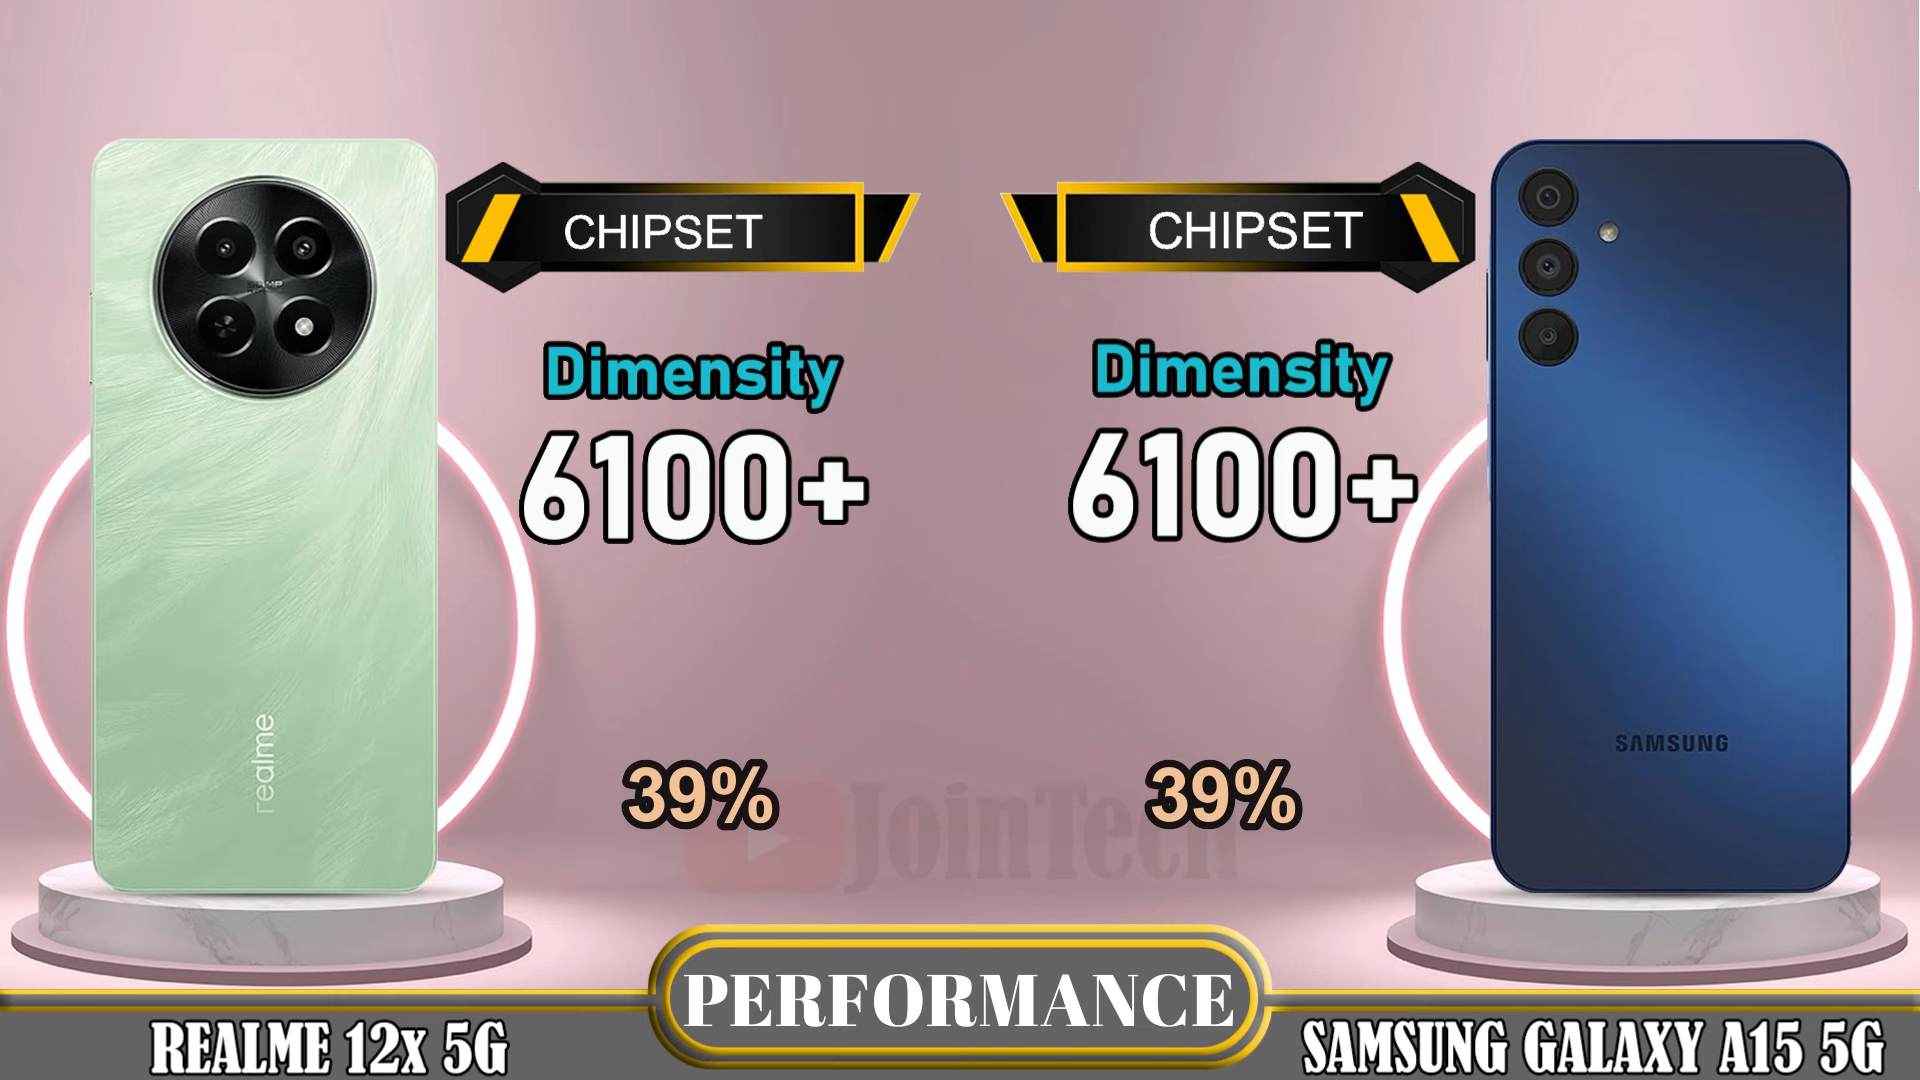 CHIPSET
Dimensity
6100+
39%
CHIPSET
Dimensity
6100+
39%
realme
SAMSUNG
JoinTech
PERFORMANCE
REALME 12x 5G
SAMSUNG GALAXY A15 5G